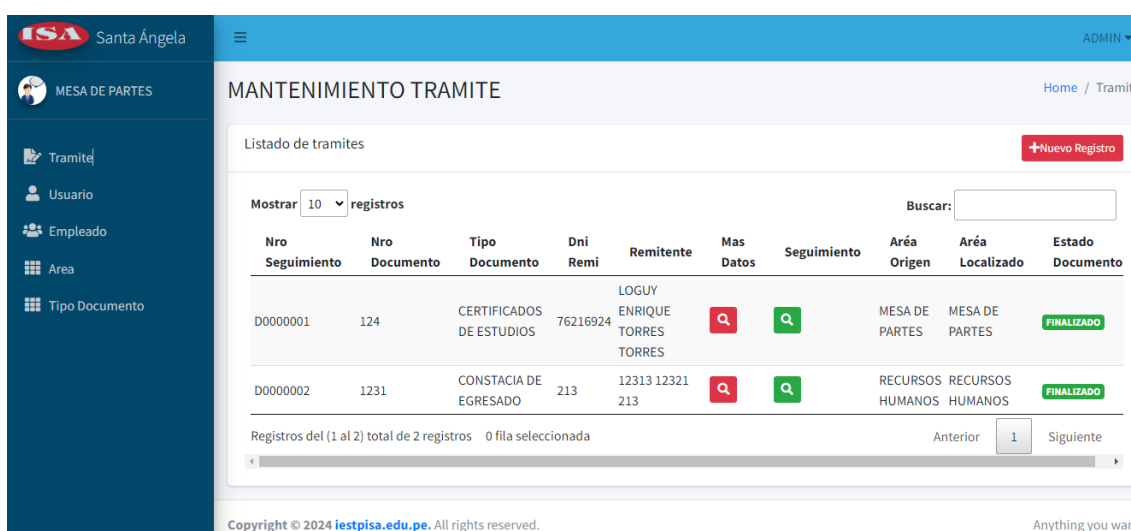 ISA Santa Ángela
ADMIN
MESA DE PARTES
MANTENIMIENTO TRAMITE
Home / Tramit
Tramite
Usuario
Empleado
Area
Tipo Documento
Listado de tramites
+Nuevo Registro
Mostrar 10 registros
Buscar:
Nro Seguimiento Nro Documento Tipo Documento Dni Remi Remitente Mas Datos Seguimiento Aréa Origen Aréa Localizado Estado Documento
D0000001 124 CERTIFICADOS DE ESTUDIOS 76216924 LOGUY ENRIQUE TORRES TORRES MESA DE PARTES MESA DE PARTES FINALIZADO
D0000002 1231 CONSTACIA DE EGRESADO 213 12313 12321 213 RECURSOS HUMANOS RECURSOS HUMANOS FINALIZADO
Registros del (1 al 2) total de 2 registros 0 fila seleccionada
Anterior 1 Siguiente
Copyright © 2024 iestpisa.edu.pe. All rights reserved.
Anything you wan